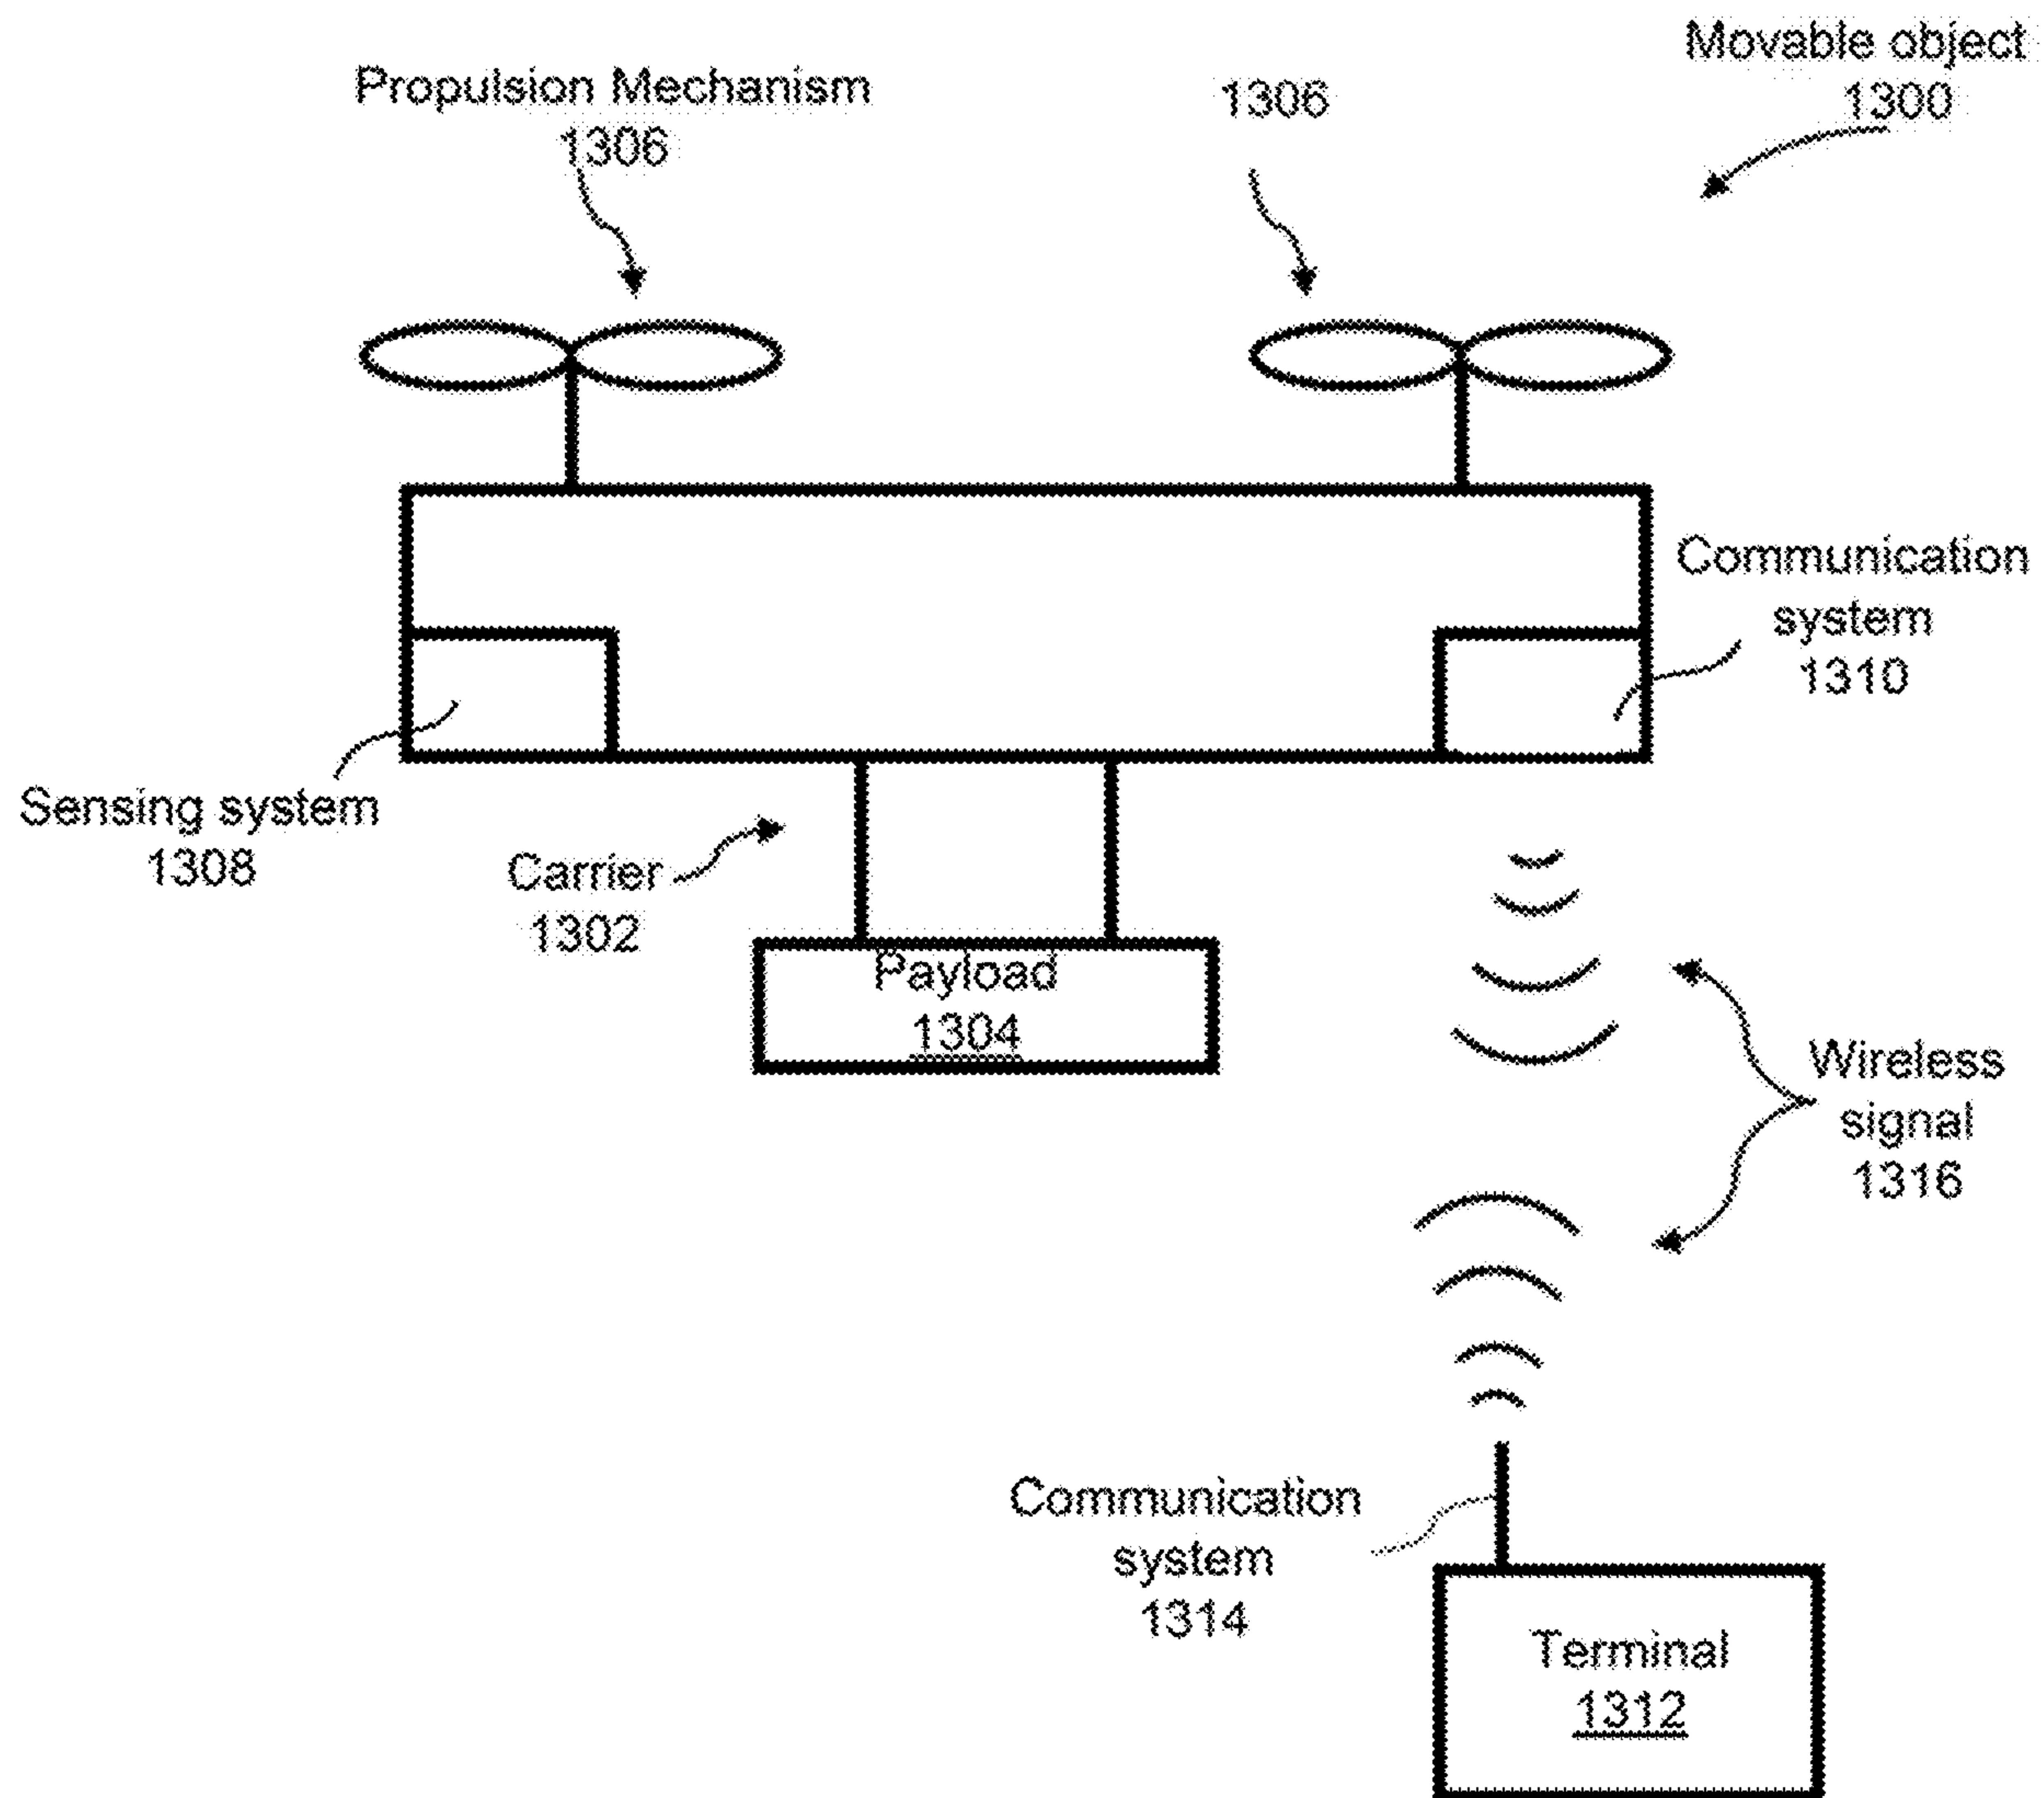 Movable object
1300
Propulsion Mechanism
1306
1306
Communication
system
1310
Sensing system
1308
Carrier
1302
Payload
1304
Wireless
signal
1316
Communication
system
1314
Terminal
1312